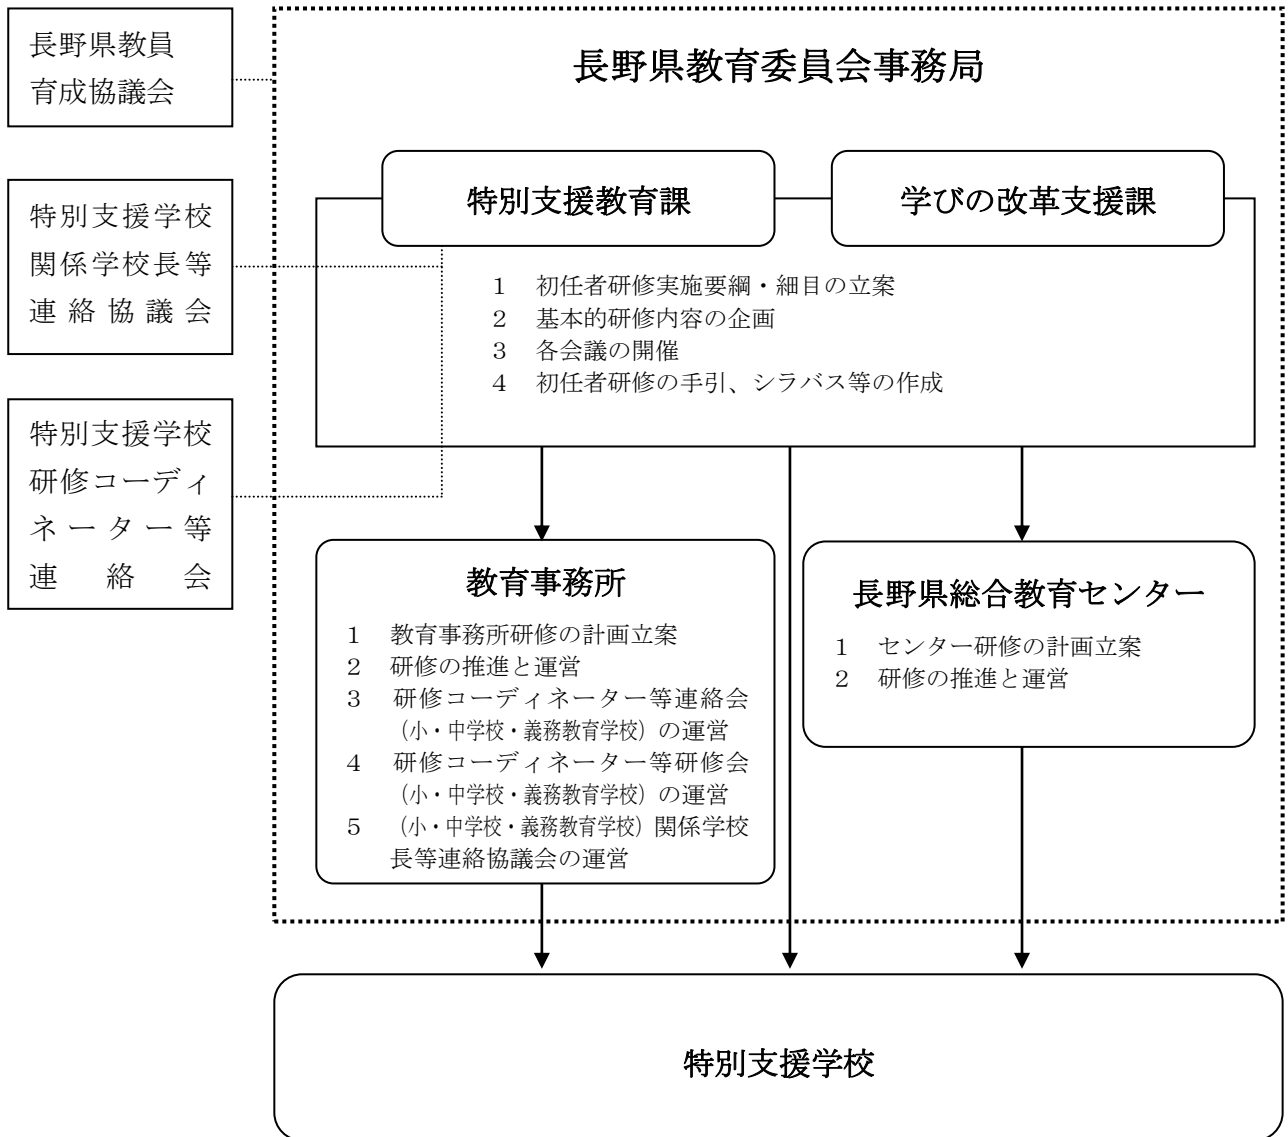 長野県教員
育成協議会
特別支援学校
関係学校長等
連絡協議会
特別支援学校
研修コーディ
ネーター等
連絡会
長野県教育委員会事務局
特別支援教育課
学びの改革支援課
1 初任者研修実施要綱・細目の立案
2 基本的研修内容の企画
3 各会議の開催
4 初任者研修の手引、シラバス等の作成
教育事務所
1 教育事務所研修の計画立案
2 研修の推進と運営
3 研修コーディネーター等連絡会
(小・中学校・義務教育学校)の運営
4 研修コーディネーター等研修会
(小・中学校・義務教育学校)の運営
5 (小・中学校・義務教育学校)関係学校
長等連絡協議会の運営
長野県総合教育センター
1 センター研修の計画立案
2 研修の推進と運営
特別支援学校